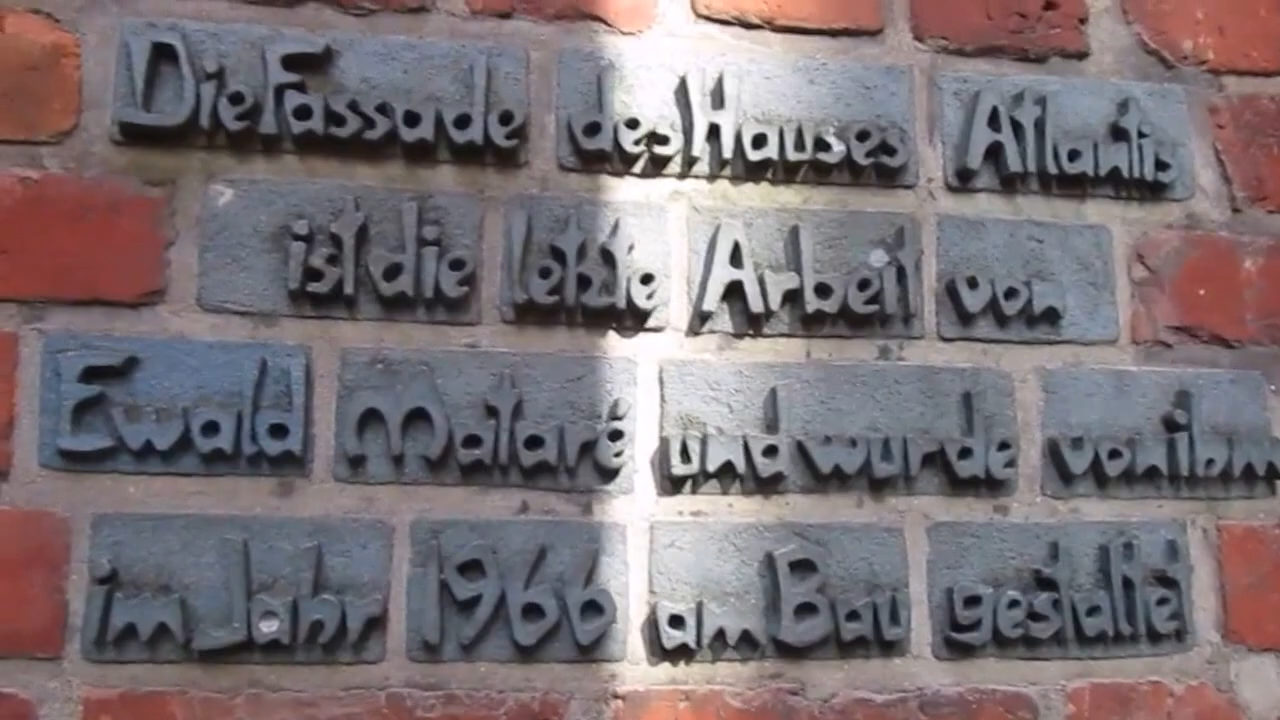 Die Fassade des Hauses Atlantis
ist die letzte Arbeit von
Ewald Mataré und wurde von ihm
im Jahr 1966 am Bau gestaltet